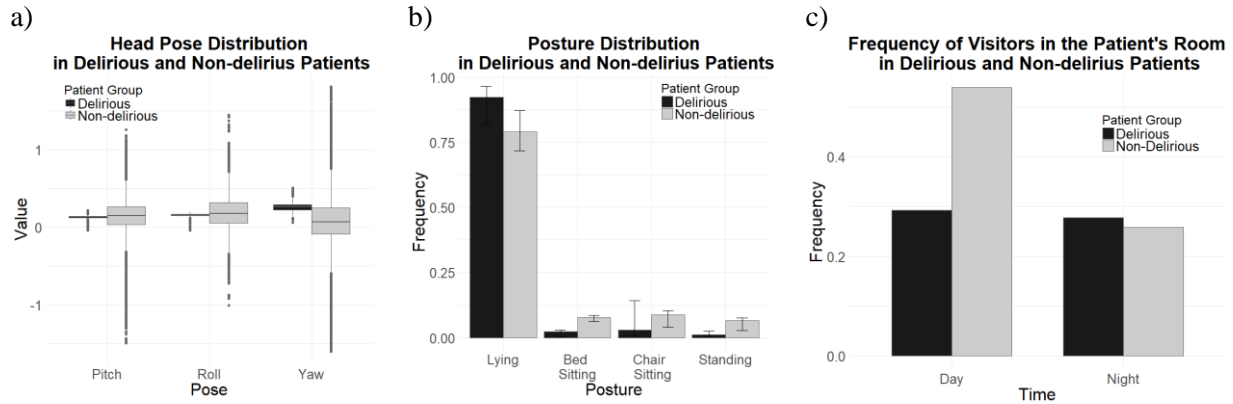 a)
Head Pose Distribution
in Delirious and Non-delirius Patients
Patient Group
Delirious
Non-delirious
Value
1
0
-1
Pitch
Roll
Yaw
Pose
b)
Posture Distribution
in Delirious and Non-delirius Patients
Patient Group
Delirious
Non-delirious
Frequency
1.00
0.75
0.50
0.25
0.00
Lying
Bed
Sitting
Chair
Sitting
Standing
Posture
c)
Frequency of Visitors in the Patient's Room
in Delirious and Non-delirius Patients
Patient Group
Delirious
Non-Delirious
Frequency
0.4
0.2
0.0
Day
Night
Time